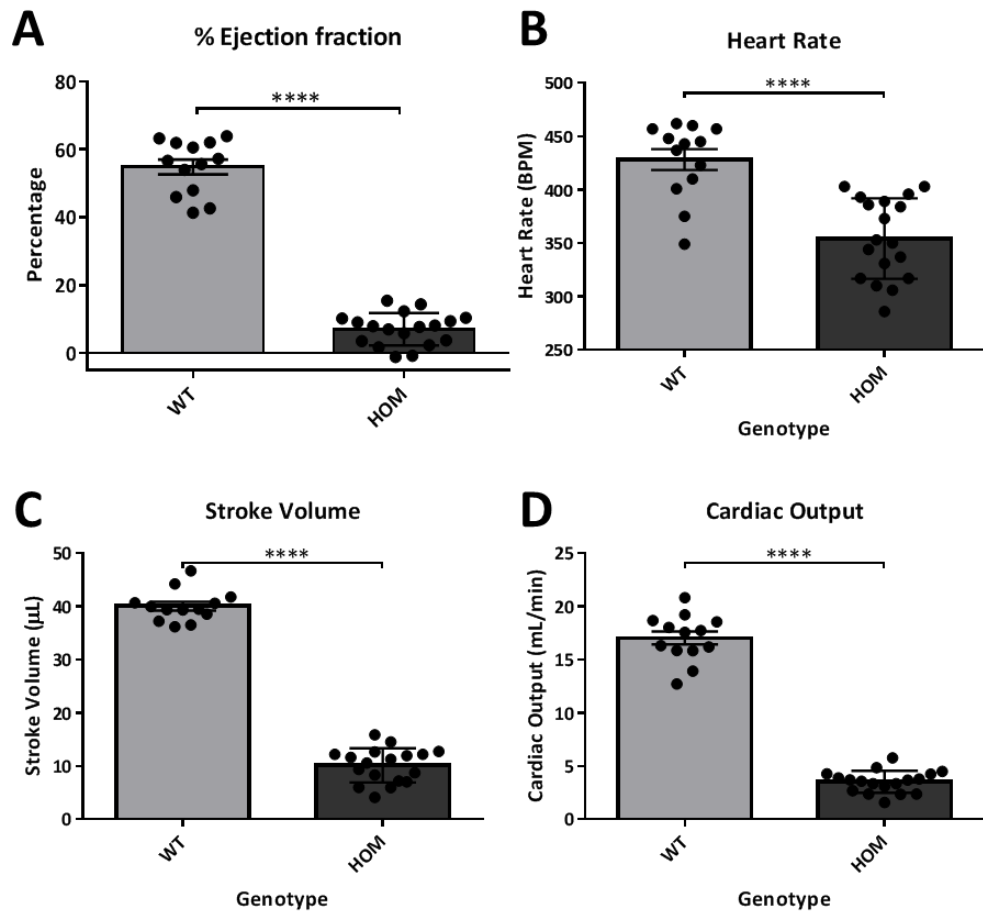 A
% Ejection fraction
80
60
40
20
0
Percentage
****
WT
HOM
B
Heart Rate
500
450
400
350
300
250
Heart Rate (BPM)
****
WT
HOM
Genotype
C
Stroke Volume
50
40
30
20
10
0
Stroke Volume (µL)
****
WT
HOM
Genotype
D
Cardiac Output
25
20
15
10
5
0
Cardiac Output (mL/min)
****
WT
HOM
Genotype